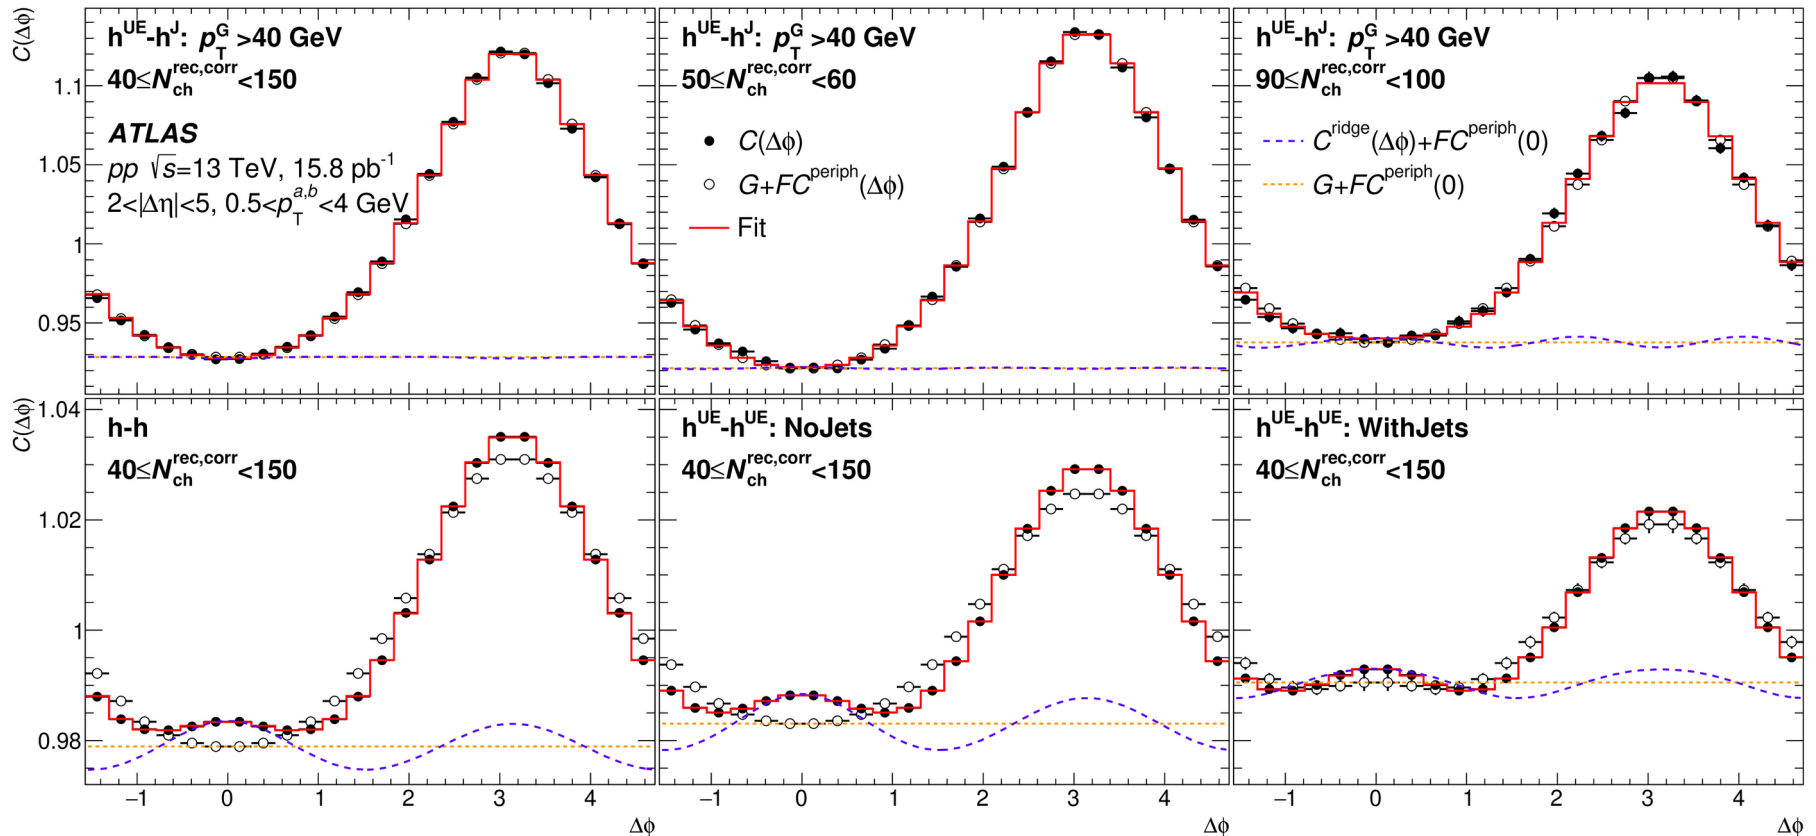 C(Δϕ)
h^UE-h^J: p_T^G >40 GeV
40≤N_ch^rec,corr<150
ATLAS
pp √s=13 TeV, 15.8 pb^-1
2<|Δη|<5, 0.5<p_T^a,b<4 GeV
1.1
1.05
1
0.95
h^UE-h^J: p_T^G >40 GeV
50≤N_ch^rec,corr<60
C(Δϕ)
G+FC^periph(Δϕ)
Fit
h^UE-h^J: p_T^G >40 GeV
90≤N_ch^rec,corr<100
C^ridge(Δϕ)+FC^periph(0)
G+FC^periph(0)
C(Δϕ)
1.04
1.02
1
0.98
h-h
40≤N_ch^rec,corr<150
h^UE-h^UE: NoJets
40≤N_ch^rec,corr<150
h^UE-h^UE: WithJets
40≤N_ch^rec,corr<150
−1 0 1 2 3 4
−1 0 1 2 3 4
−1 0 1 2 3 4
Δϕ
Δϕ
Δϕ